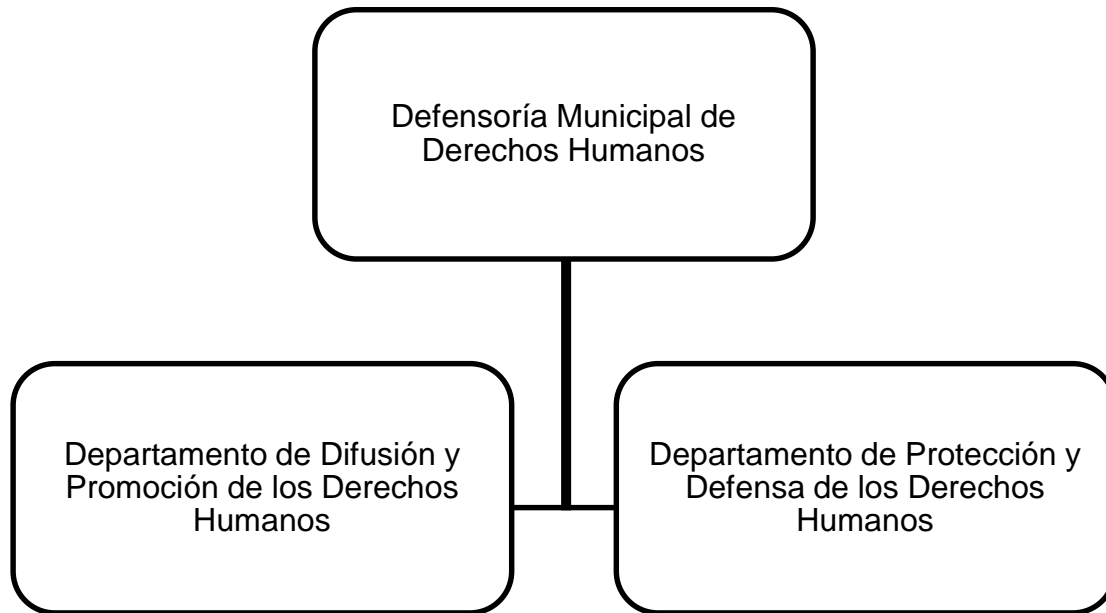 Defensoría Municipal de
Derechos Humanos
Departamento de Difusión y
Promoción de los Derechos
Humanos
Departamento de Protección y
Defensa de los Derechos
Humanos